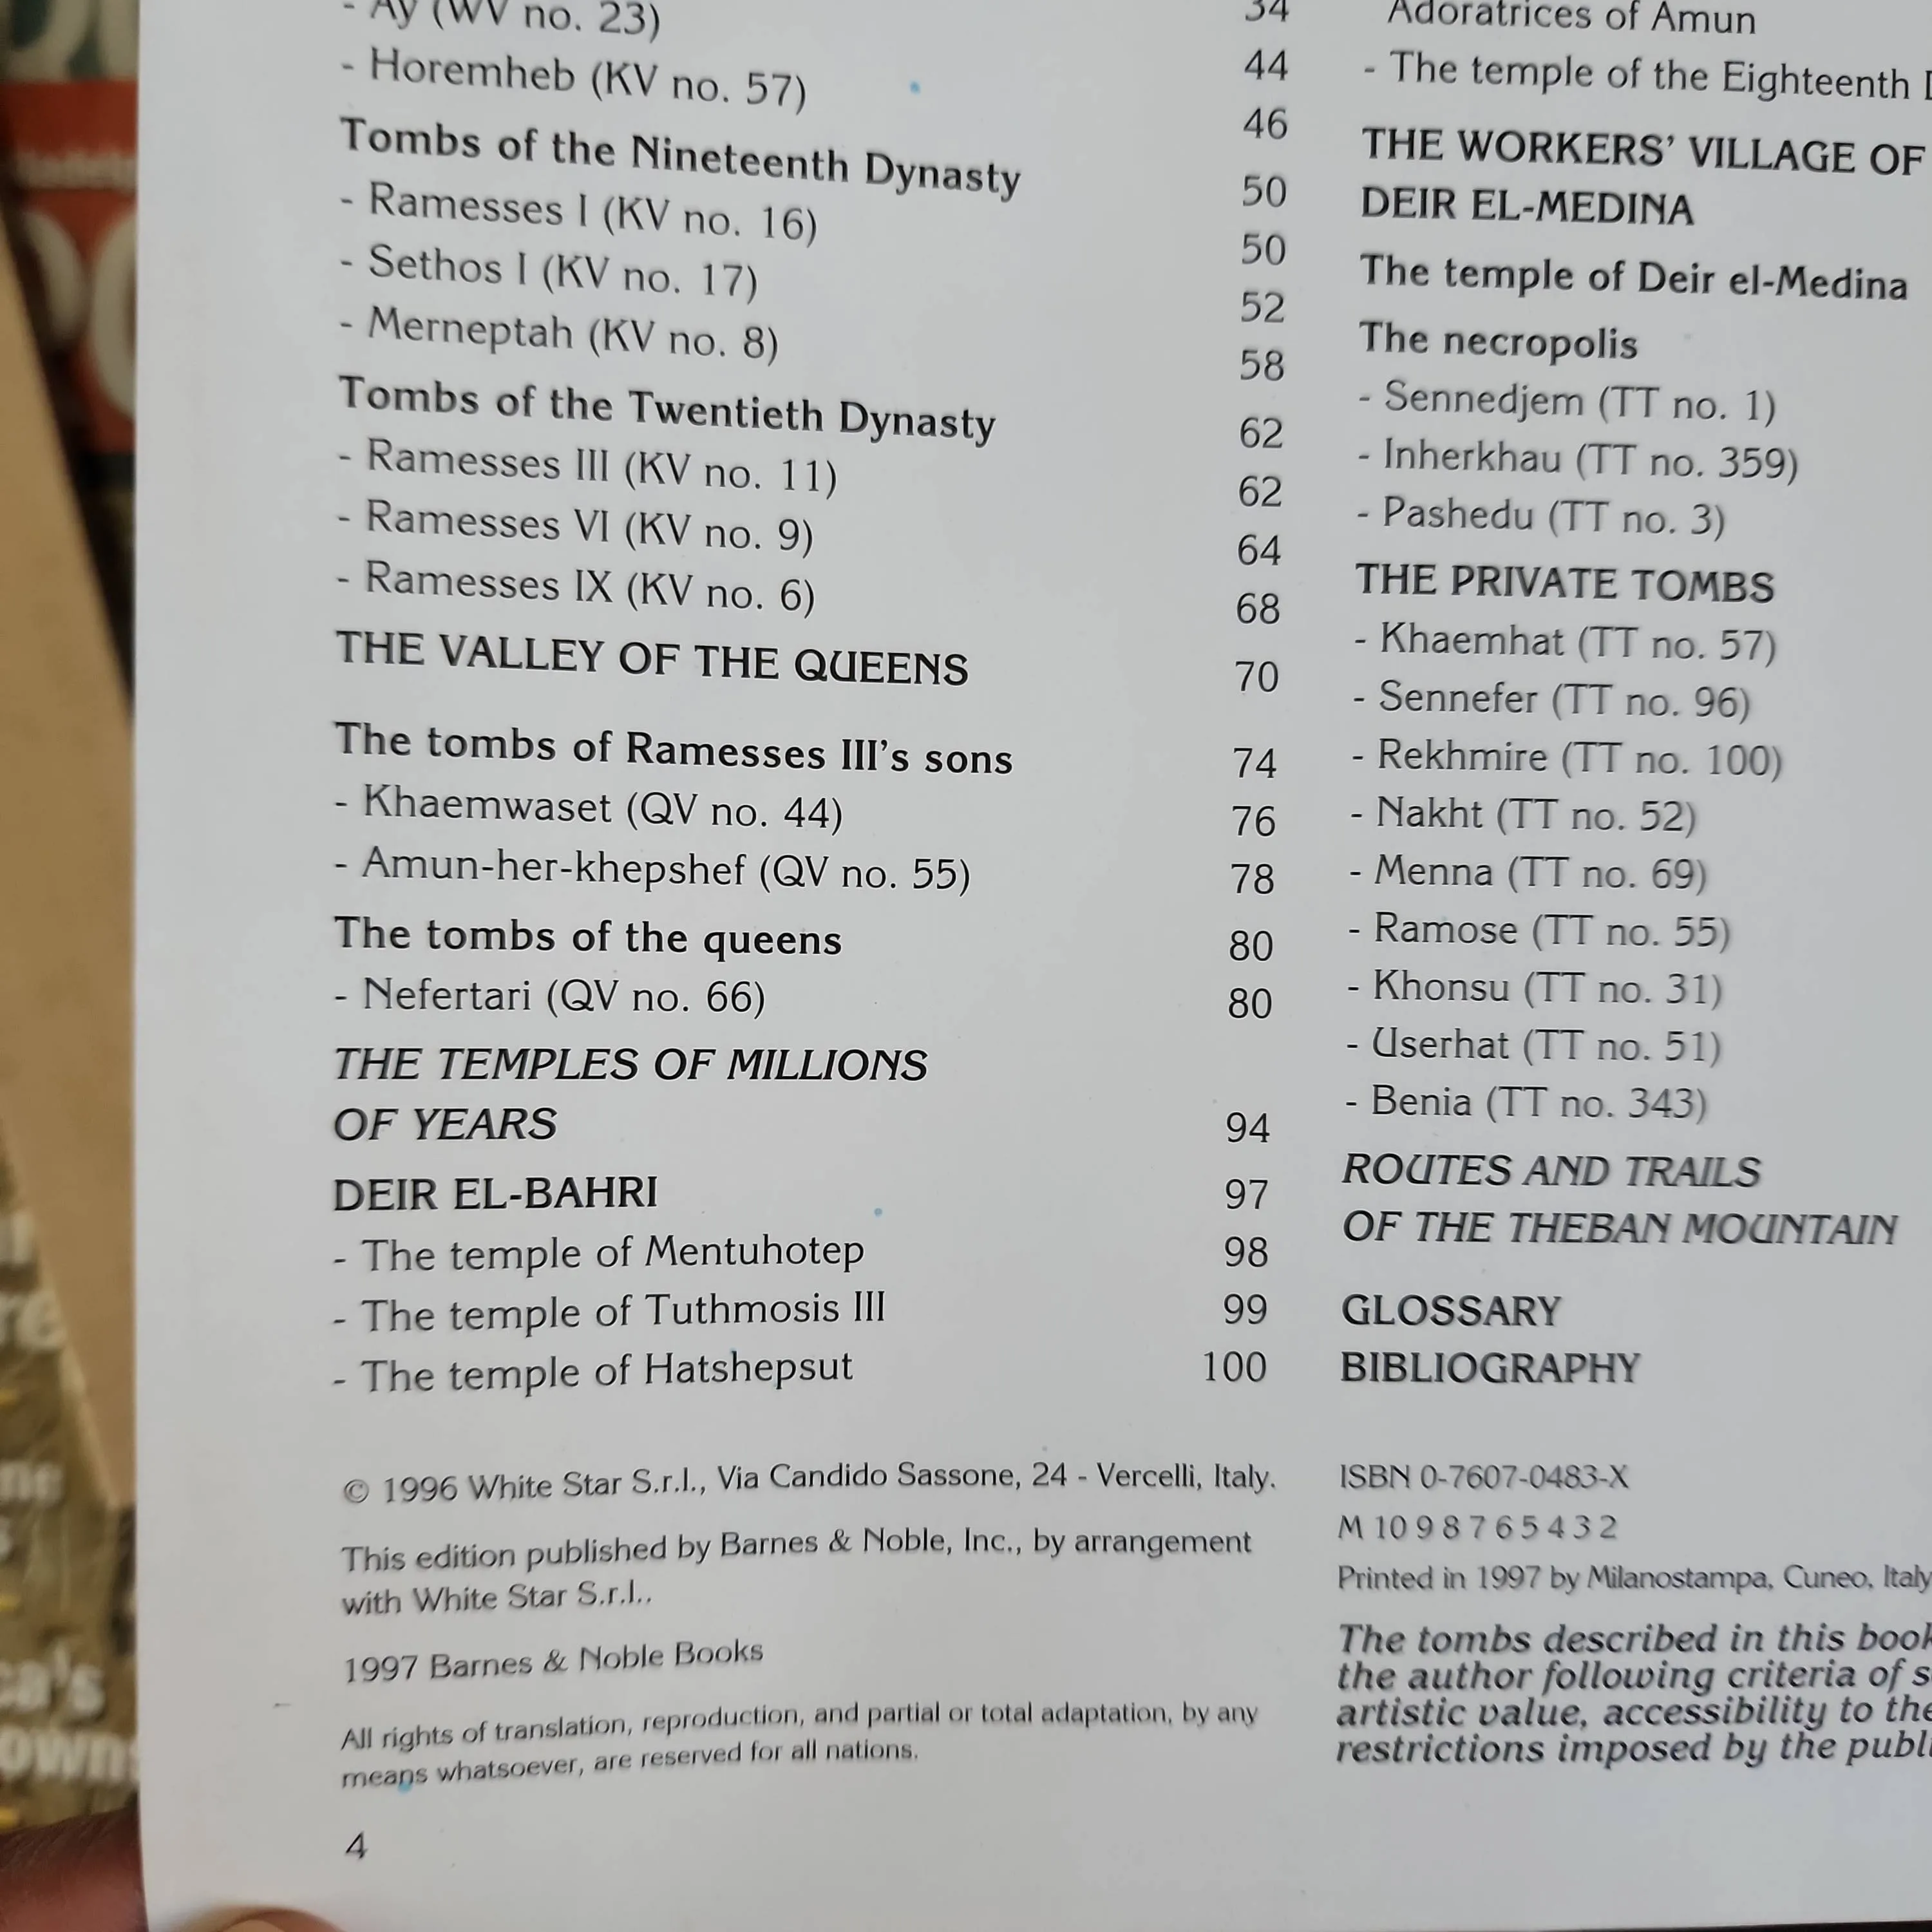 34
- Ay (WV no. 23) 44
- Horemheb (KV no. 57) 46
Tombs of the Nineteenth Dynasty 50
- Ramesses I (KV no. 16) 50
- Sethos I (KV no. 17) 52
- Merneptah (KV no. 8) 58
Tombs of the Twentieth Dynasty 62
- Ramesses III (KV no. 11) 62
- Ramesses VI (KV no. 9) 64
- Ramesses IX (KV no. 6) 68
THE VALLEY OF THE QUEENS 70
The tombs of Ramesses III's sons 74
- Khaemwaset (QV no. 44) 76
- Amun-her-khepshef (QV no. 55) 78
The tombs of the queens 80
- Nefertari (QV no. 66) 80
THE TEMPLES OF MILLIONS
OF YEARS 94
DEIR EL-BAHRI 97
- The temple of Mentuhotep 98
- The temple of Tuthmosis III 99
- The temple of Hatshepsut 100
© 1996 White Star S.r.l., Via Candido Sassone, 24 - Vercelli, Italy.
This edition published by Barnes & Noble, Inc., by arrangement
with White Star S.r.l..
1997 Barnes & Noble Books
All rights of translation, reproduction, and partial or total adaptation, by any
means whatsoever, are reserved for all nations.
4
Adoratrices of Amun
- The temple of the Eighteenth
THE WORKERS' VILLAGE OF
DEIR EL-MEDINA
The temple of Deir el-Medina
The necropolis
- Sennedjem (TT no. 1)
- Inherkhau (TT no. 359)
- Pashedu (TT no. 3)
THE PRIVATE TOMBS
- Khaemhat (TT no. 57)
- Sennefer (TT no. 96)
- Rekhmire (TT no. 100)
- Nakht (TT no. 52)
- Menna (TT no. 69)
- Ramose (TT no. 55)
- Khonsu (TT no. 31)
- Userhat (TT no. 51)
- Benia (TT no. 343)
ROUTES AND TRAILS
OF THE THEBAN MOUNTAIN
GLOSSARY
BIBLIOGRAPHY
ISBN 0-7607-0483-X
M 10 9 8 7 6 5 4 3 2
Printed in 1997 by Milanostampa, Cuneo, Italy
The tombs described in this book
the author following criteria of
artistic value, accessibility to the
restrictions imposed by the